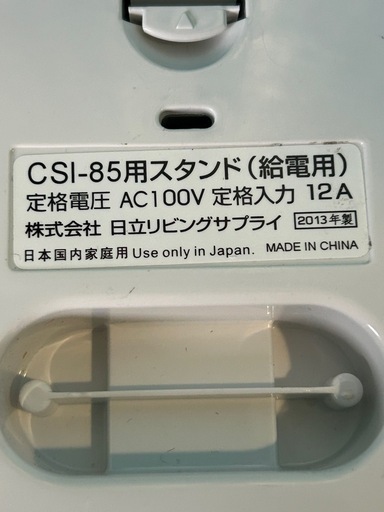 CSI-85用スタンド(給電用)
定格電圧 AC100V 定格入力 12A
株式会社 日立リビングサプライ 2013年製
日本国内家庭用 Use only in Japan. MADE IN CHINA